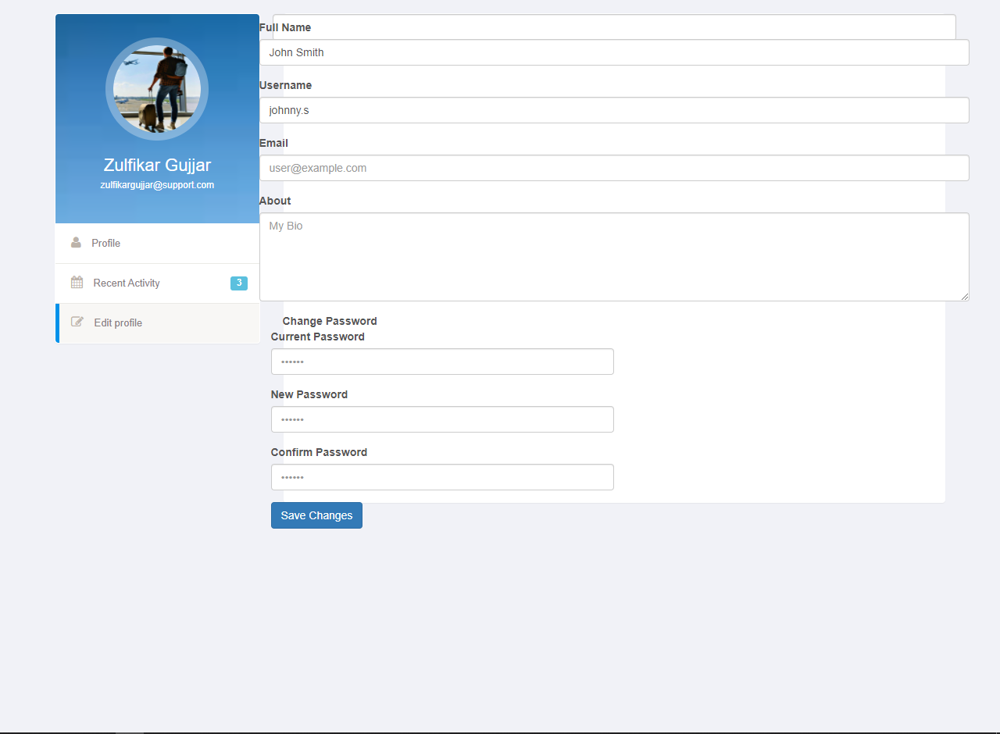 Zulfikar Gujjar
zulfikargujjar@support.com
Profile
Recent Activity 3
Edit profile
Full Name
John Smith
Username
johnny.s
Email
user@example.com
About
My Bio
Change Password
Current Password
••••••
New Password
••••••
Confirm Password
••••••
Save Changes